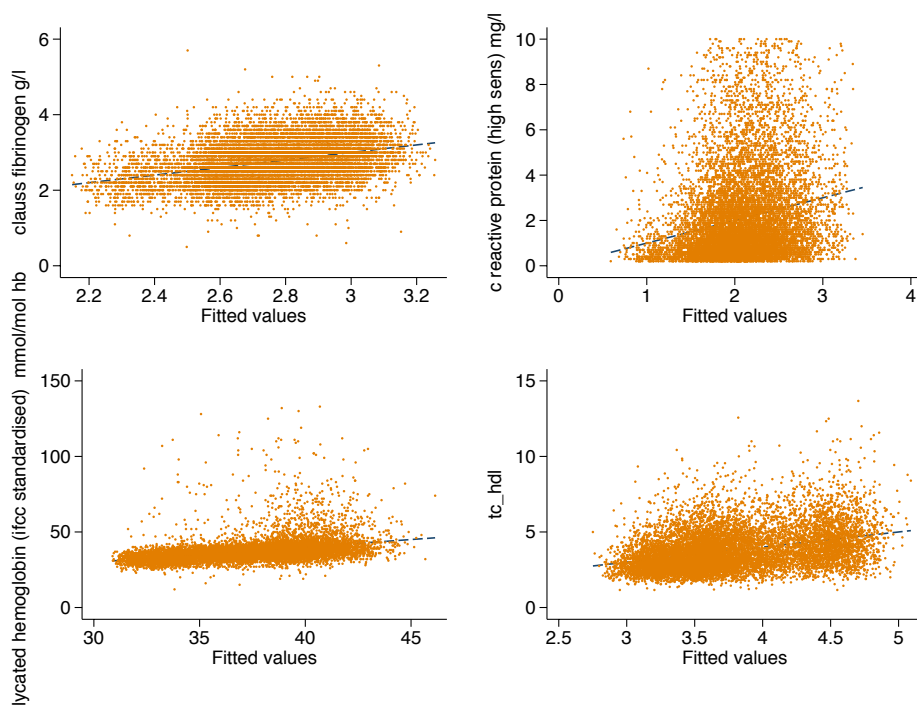 clauss fibrinogen g/l
6
4
2
0
2.2 2.4 2.6 2.8 3 3.2
Fitted values
c reactive protein (high sens) mg/l
10
8
6
4
2
0
0 1 2 3 4
Fitted values
lycated hemoglobin (ifcc standardised) mmol/mol hb
150
100
50
0
30 35 40 45
Fitted values
tc_hdl
15
10
5
0
2.5 3 3.5 4 4.5 5
Fitted values